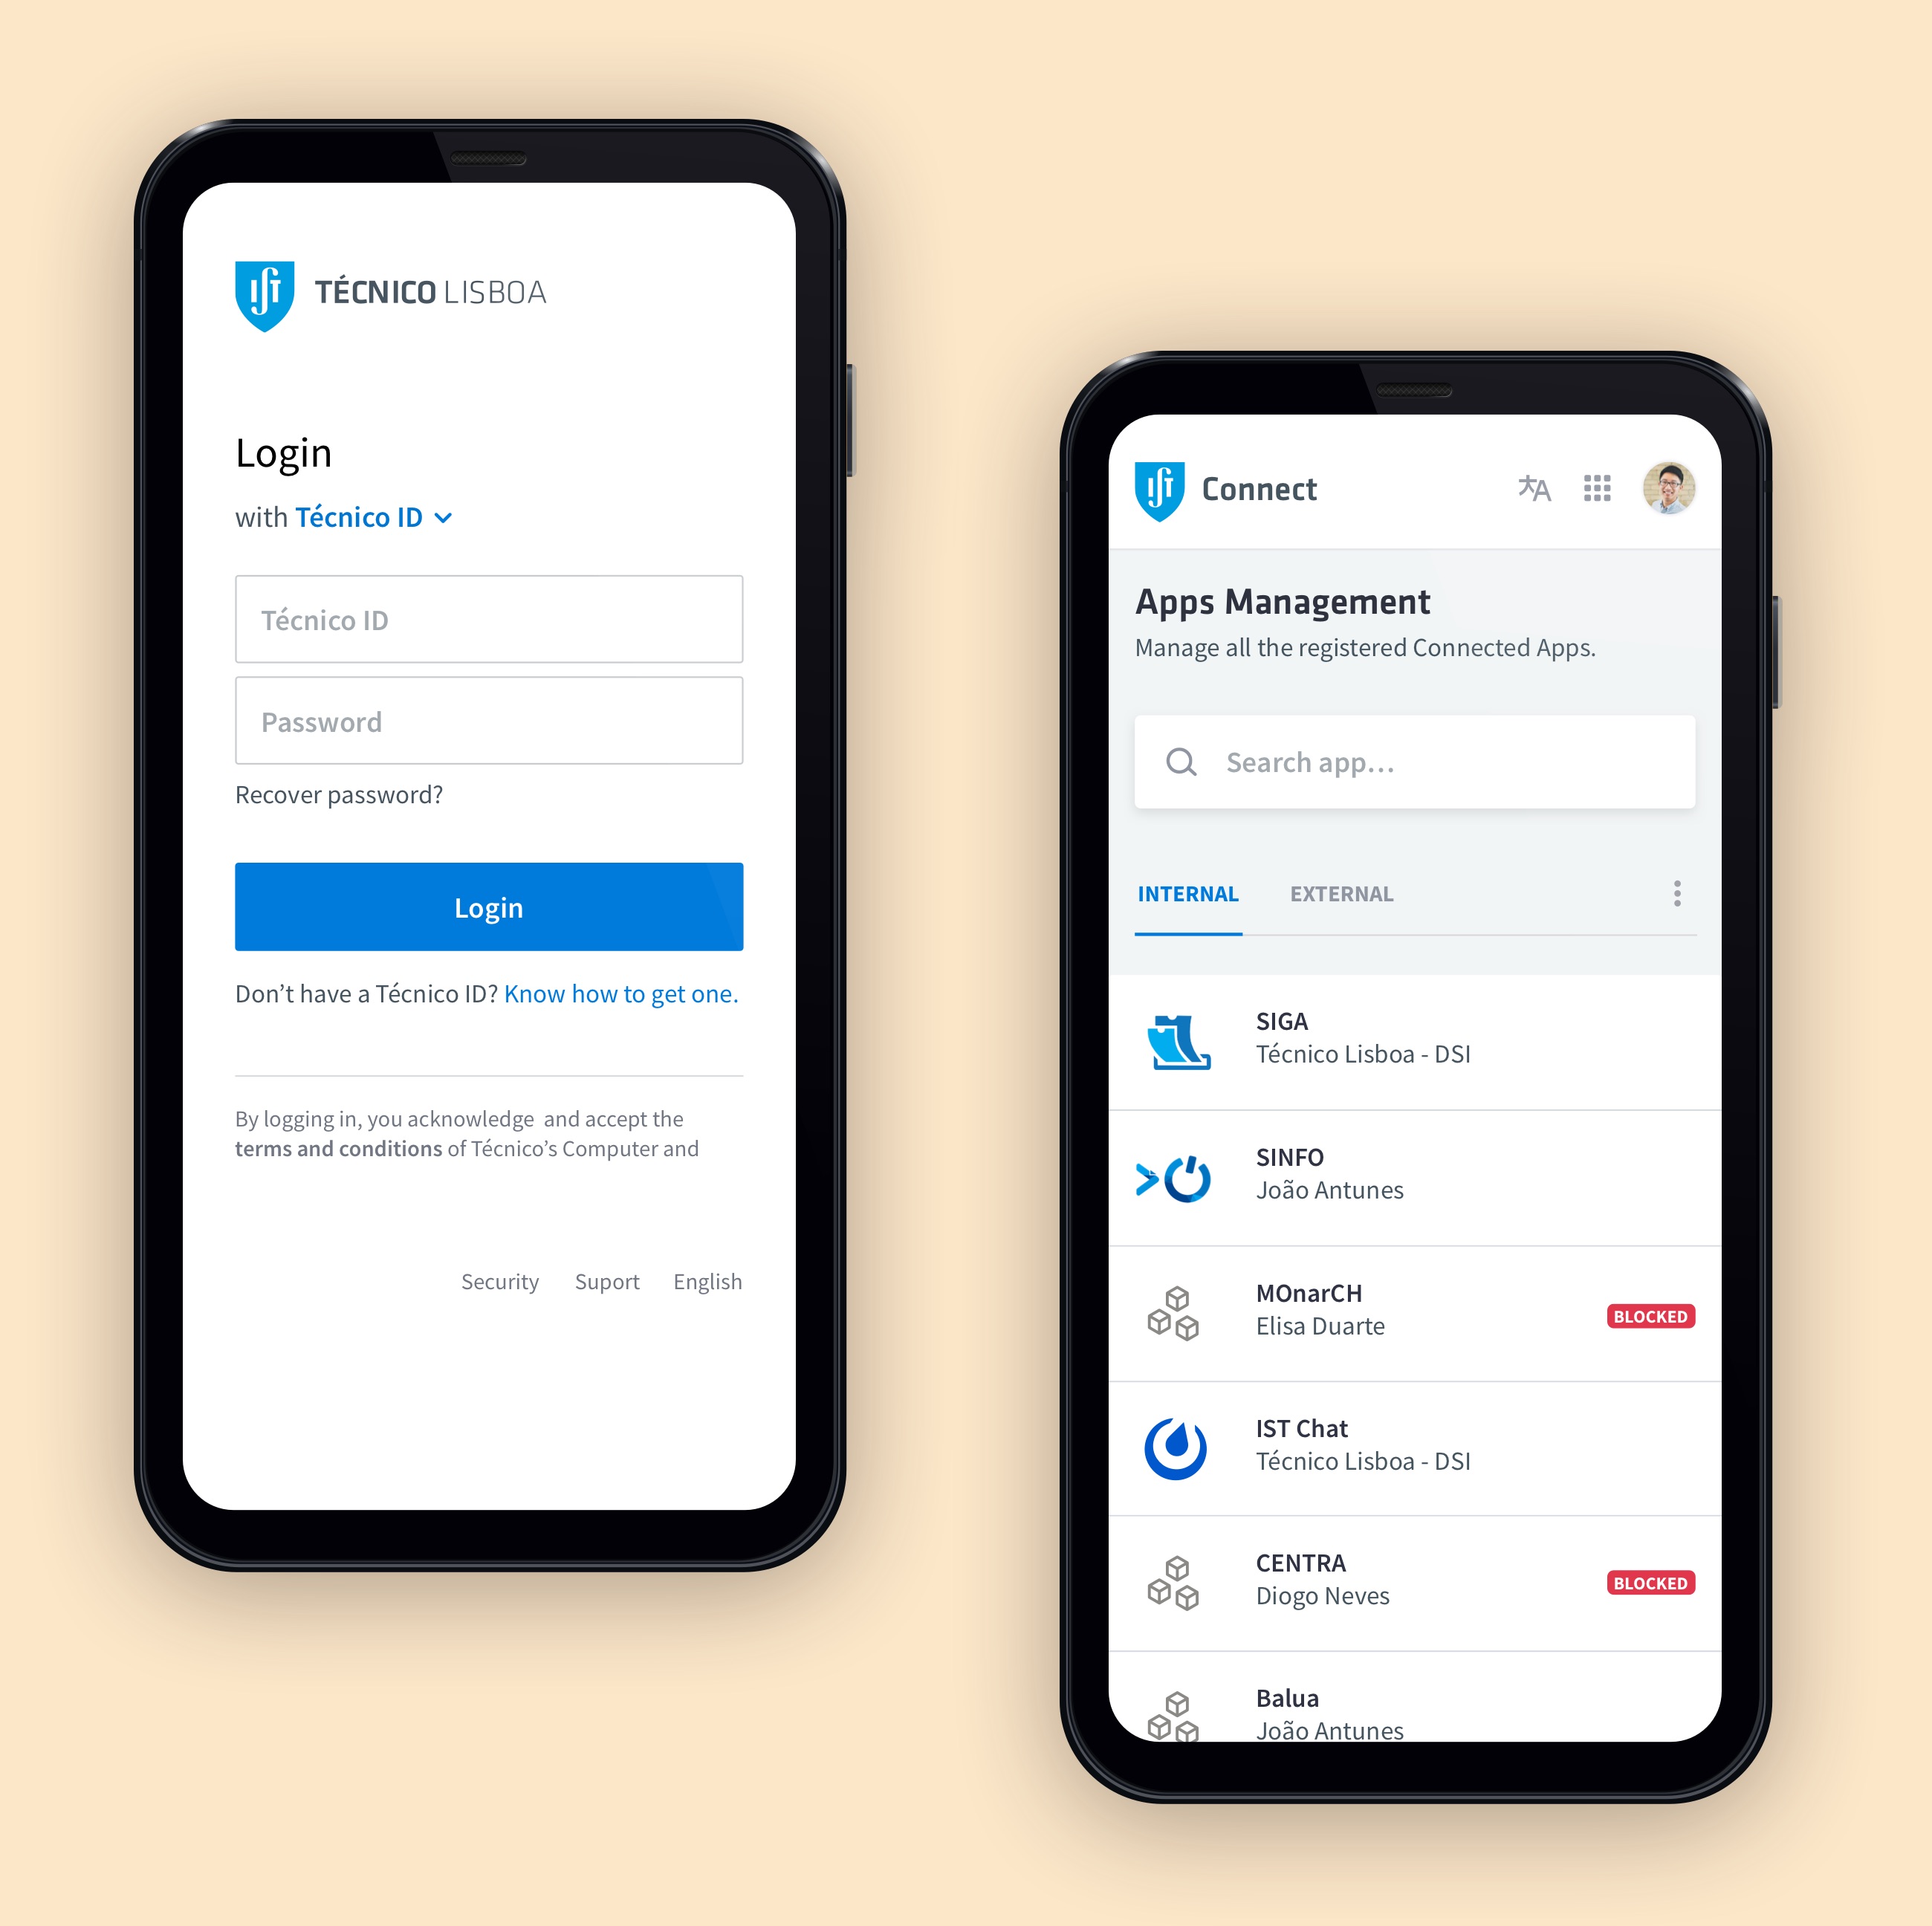 TÉCNICO LISBOA
Login
with Técnico ID
Técnico ID
Password
Recover password?
Login
Don’t have a Técnico ID? Know how to get one.
By logging in, you acknowledge  and accept the
terms and conditions of Técnico’s Computer and
Security Suport English
Connect
Apps Management
Manage all the registered Connected Apps.
Search app...
INTERNAL EXTERNAL
SIGA
Técnico Lisboa - DSI
SINFO
João Antunes
MOnarCH
Elisa Duarte
BLOCKED
IST Chat
Técnico Lisboa - DSI
CENTRA
Diogo Neves
BLOCKED
Balua
João Antunes